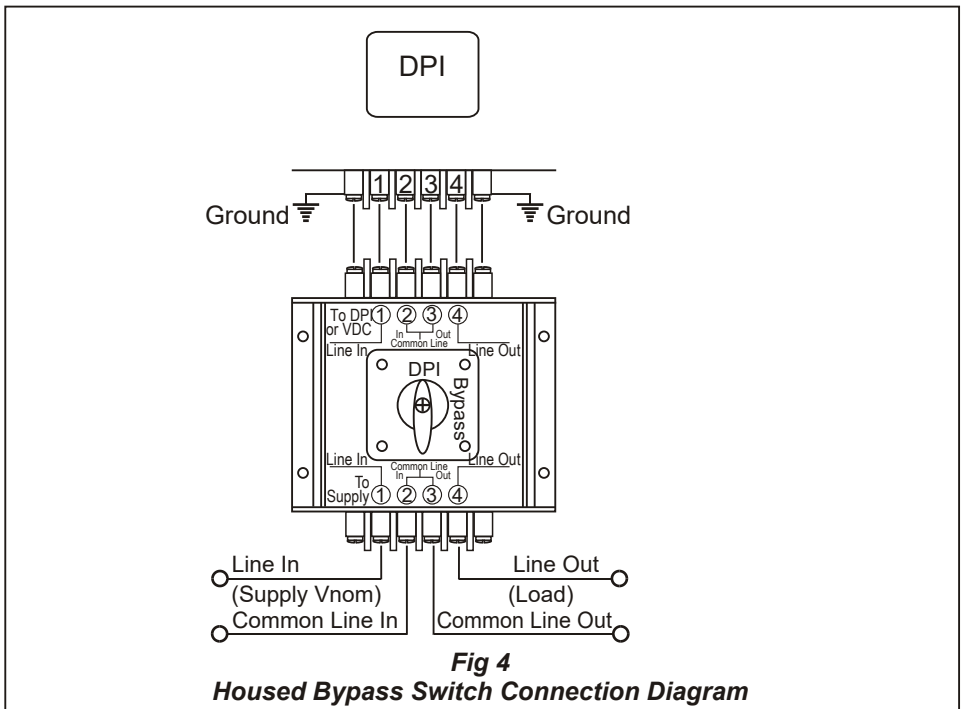 DPI
1 2 3 4
Ground Ground
To DPI 1 2 3 4
or VDC In Out
Common Line
Line In Line Out
DPI
Bypass
Line In Line Out
Common Line
In Out
To
Supply 1 2 3 4
Line In Line Out
(Supply Vnom) (Load)
Common Line In Common Line Out
Fig 4
Housed Bypass Switch Connection Diagram